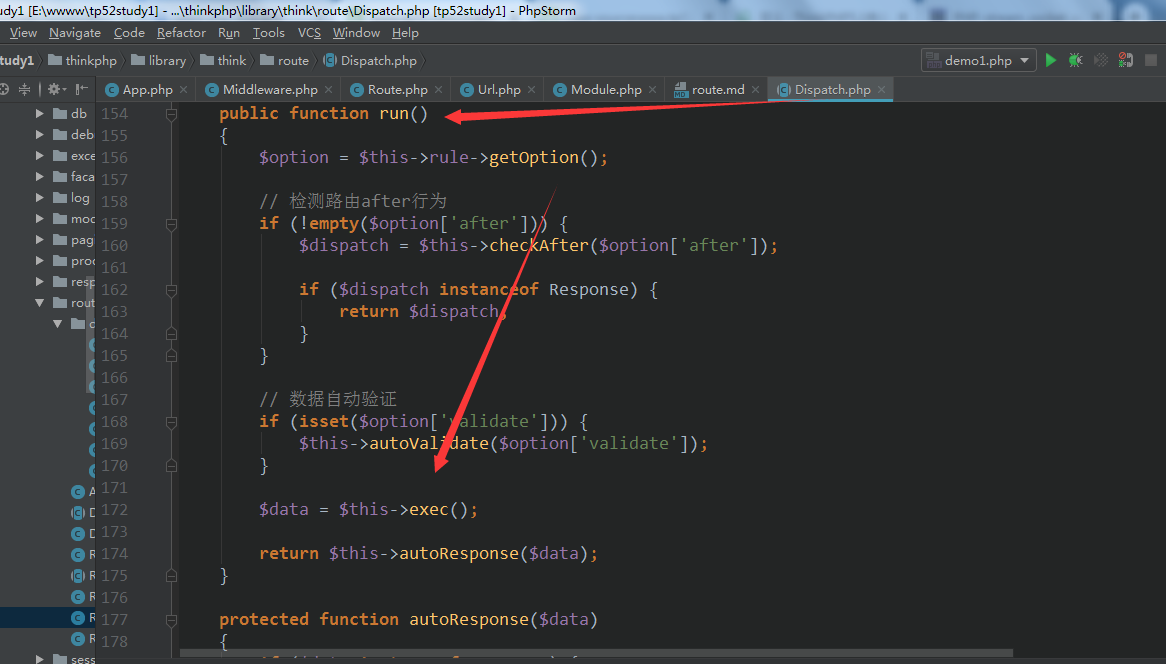 udy1 [E:\wwww\tp52study1] - ...\thinkphp\library\think\route\Dispatch.php [tp52study1] - PhpStorm
View Navigate Code Refactor Run Tools VCS Window Help
tudy1 thinkphp library think route Dispatch.php demo1.php
App.php Middleware.php Route.php Url.php Module.php route.md Dispatch.php
db 154 public function run()
deb 155 {
exce 156 $option = $this->rule->getOption();
faca 157
log 158 // 检测路由after行为
mod 159 if (!empty($option['after'])) {
pag 160 $dispatch = $this->checkAfter($option['after']);
proc 161
resp 162 if ($dispatch instanceof Response) {
rout 163 return $dispatch;
164 }
165 }
166
167 // 数据自动验证
168 if (isset($option['validate'])) {
169 $this->autoValidate($option['validate']);
170 }
171
172 $data = $this->exec();
173
174 return $this->autoResponse($data);
175 }
176
177 protected function autoResponse($data)
178 {
sess